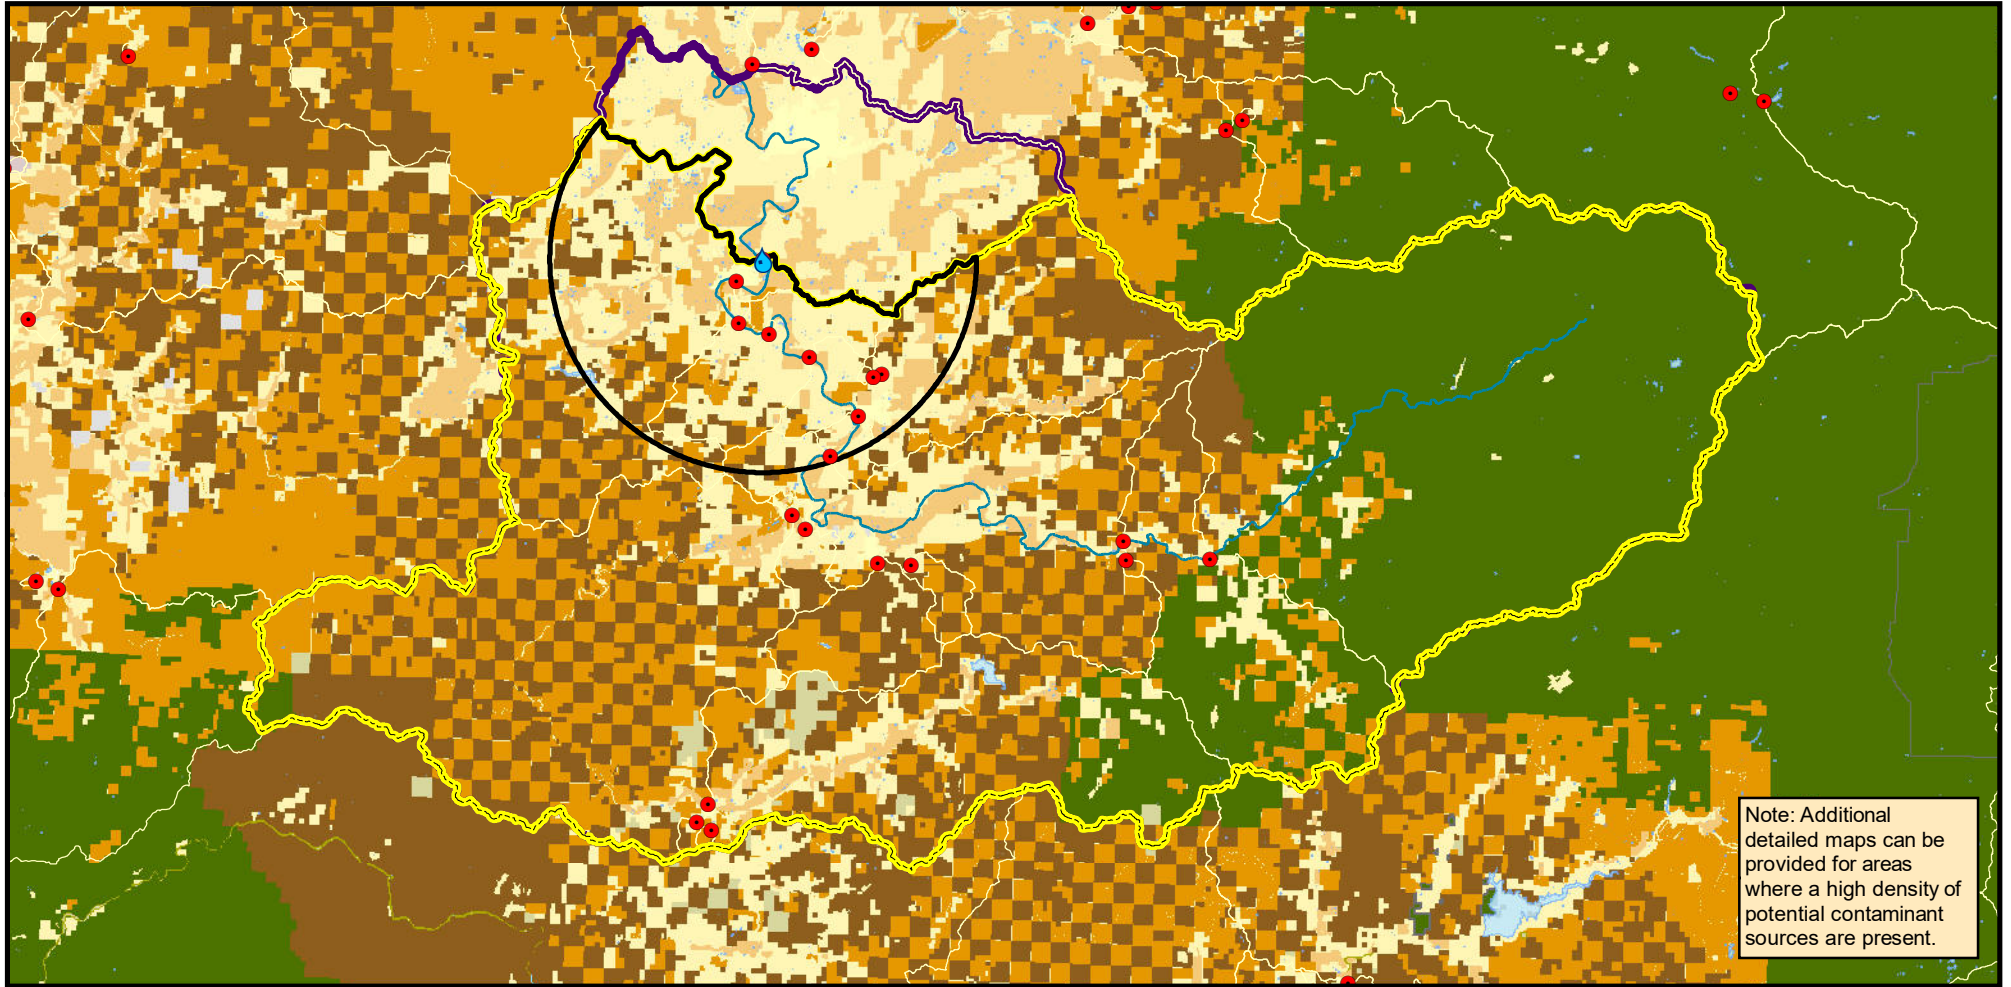 Note: Additional
detailed maps can be
provided for areas
where a high density of
potential contaminant
sources are present.